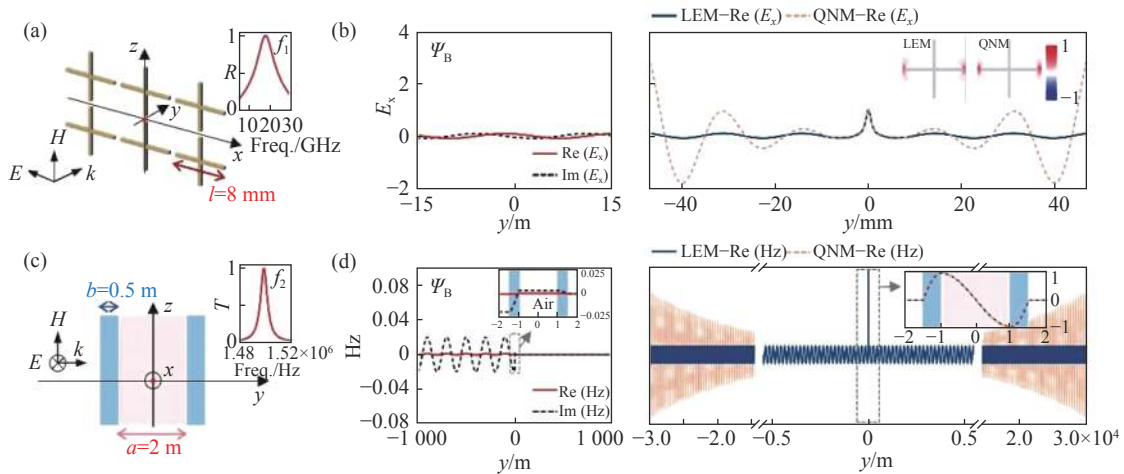 (a)
z
1
R
0
f1
10 20 30
Freq./GHz
y
x
H
E
k
l=8 mm
(b)
ΨB
4
2
0
−2
Ex
Re (Ex)
Im (Ex)
−15
0
15
y/m
LEM−Re (Ex)
QNM−Re (Ex)
LEM
QNM
1
−1
−40
−20
0
20
40
y/mm
(c)
b=0.5 m
z
1
T
0
f2
1.48
1.52×10⁶
Freq./Hz
H
E
k
x
y
a=2 m
(d)
ΨB
0.08
0.04
0
−0.04
−0.08
Hz
0.025
0
−0.025
Air
−2 −1 0 1 2
Re (Hz)
Im (Hz)
−1 000
0
1 000
y/m
LEM−Re (Hz)
QNM−Re (Hz)
1
0
−1
−2 −1 0 1 2
−3.0
−2.0
−0.5
0
0.5
2.0
3.0×10⁴
y/m